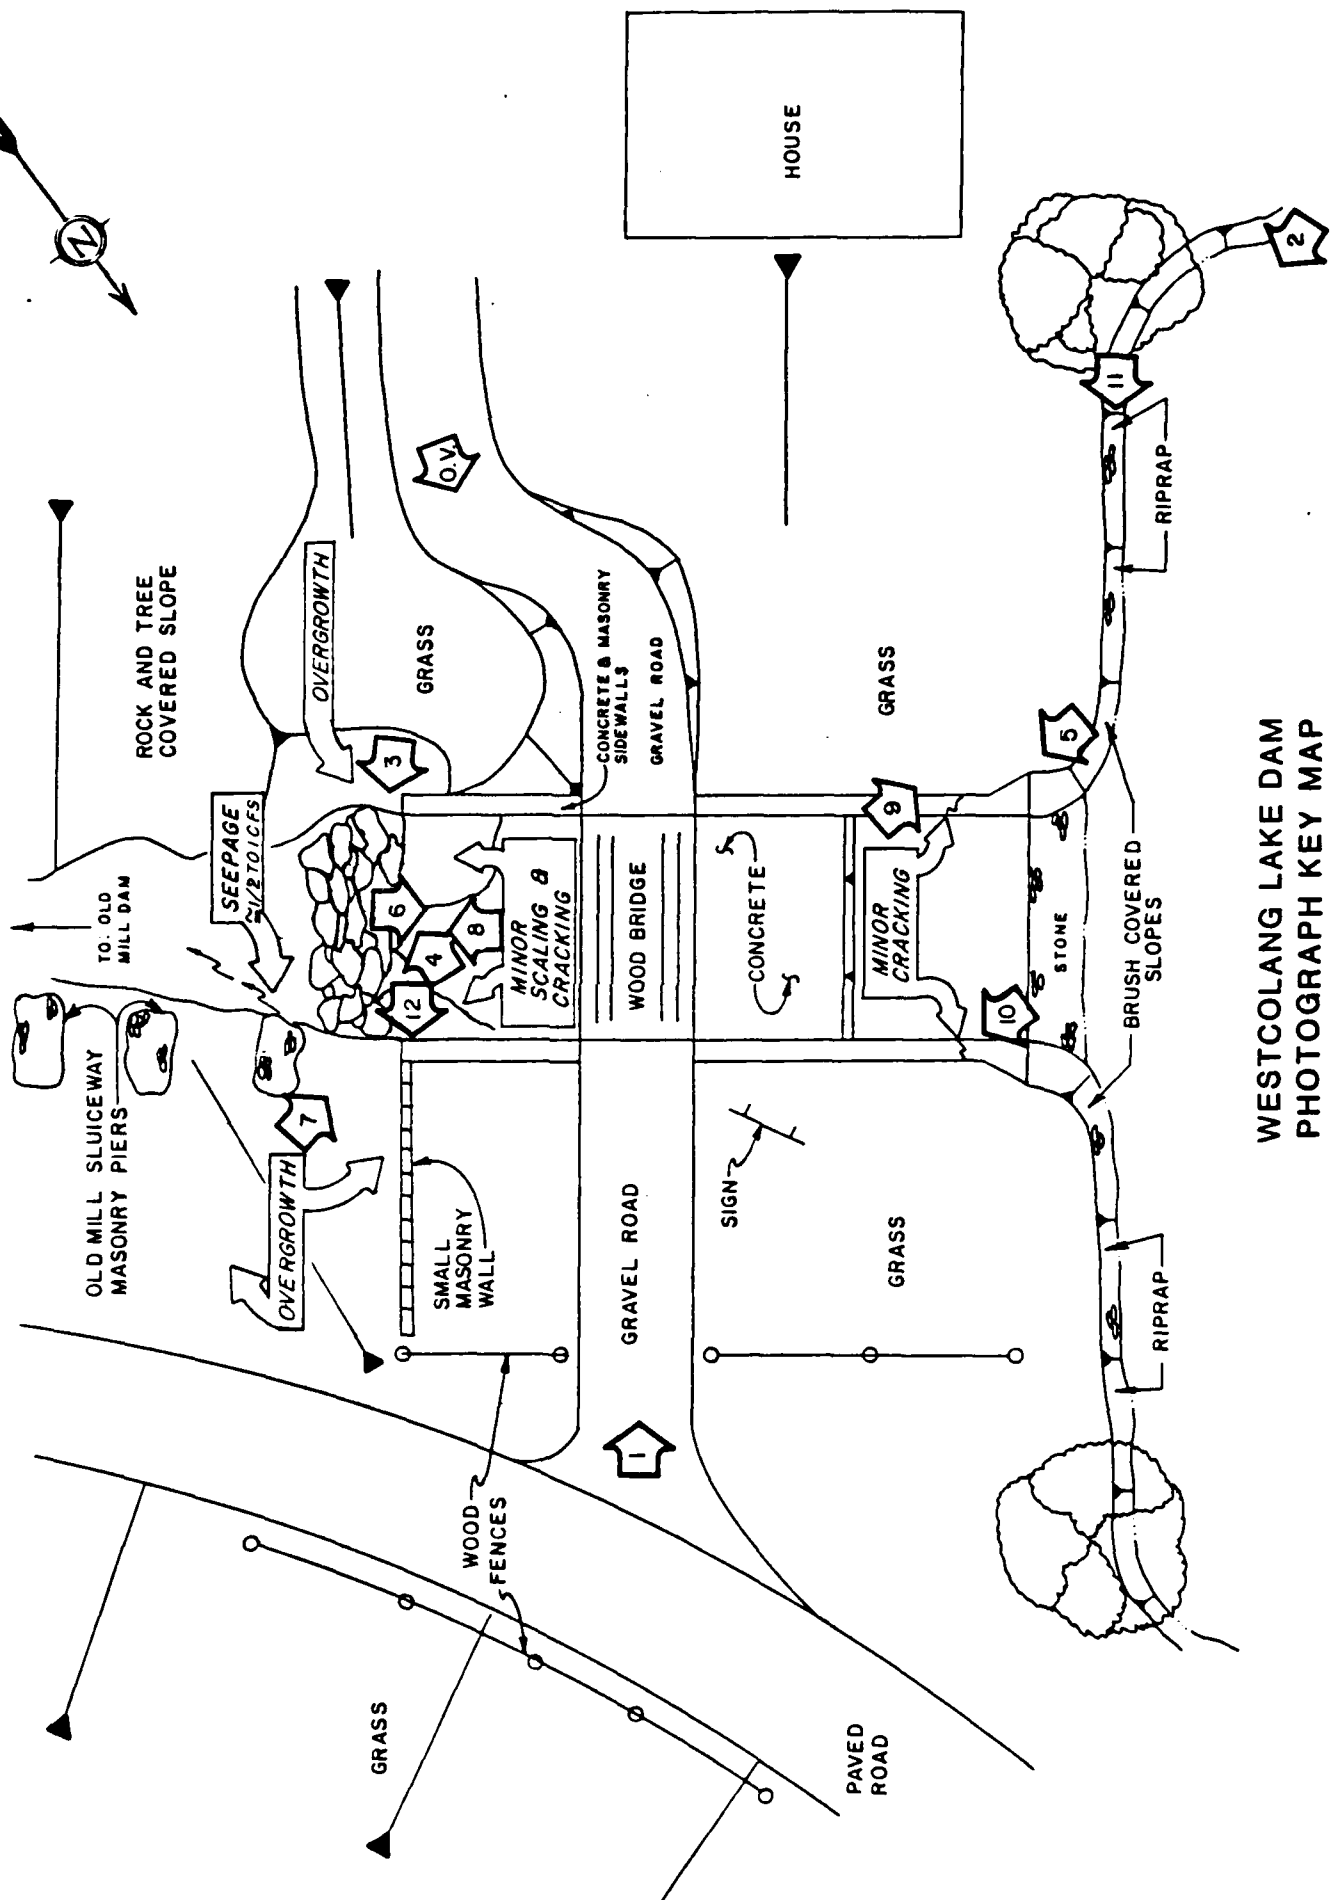 N
HOUSE
2
11
RIPRAP
O.V.
ROCK AND TREE
COVERED SLOPE
OVERGROWTH
GRASS
CONCRETE & MASONRY
SIDEWALLS
GRAVEL ROAD
GRASS
3
5
9
SEEPAGE
≈1/2 TO 1 CFS
TO OLD
MILL DAM
6
4
8
12
MINOR
SCALING &
CRACKING
WOOD BRIDGE
CONCRETE
MINOR
CRACKING
STONE
10
BRUSH COVERED
SLOPES
OLD MILL SLUICEWAY
MASONRY PIERS
7
OVERGROWTH
SMALL
MASONRY
WALL
GRAVEL ROAD
SIGN
GRASS
RIPRAP
1
WOOD
FENCES
GRASS
PAVED
ROAD
WESTCOLANG LAKE DAM
PHOTOGRAPH KEY MAP